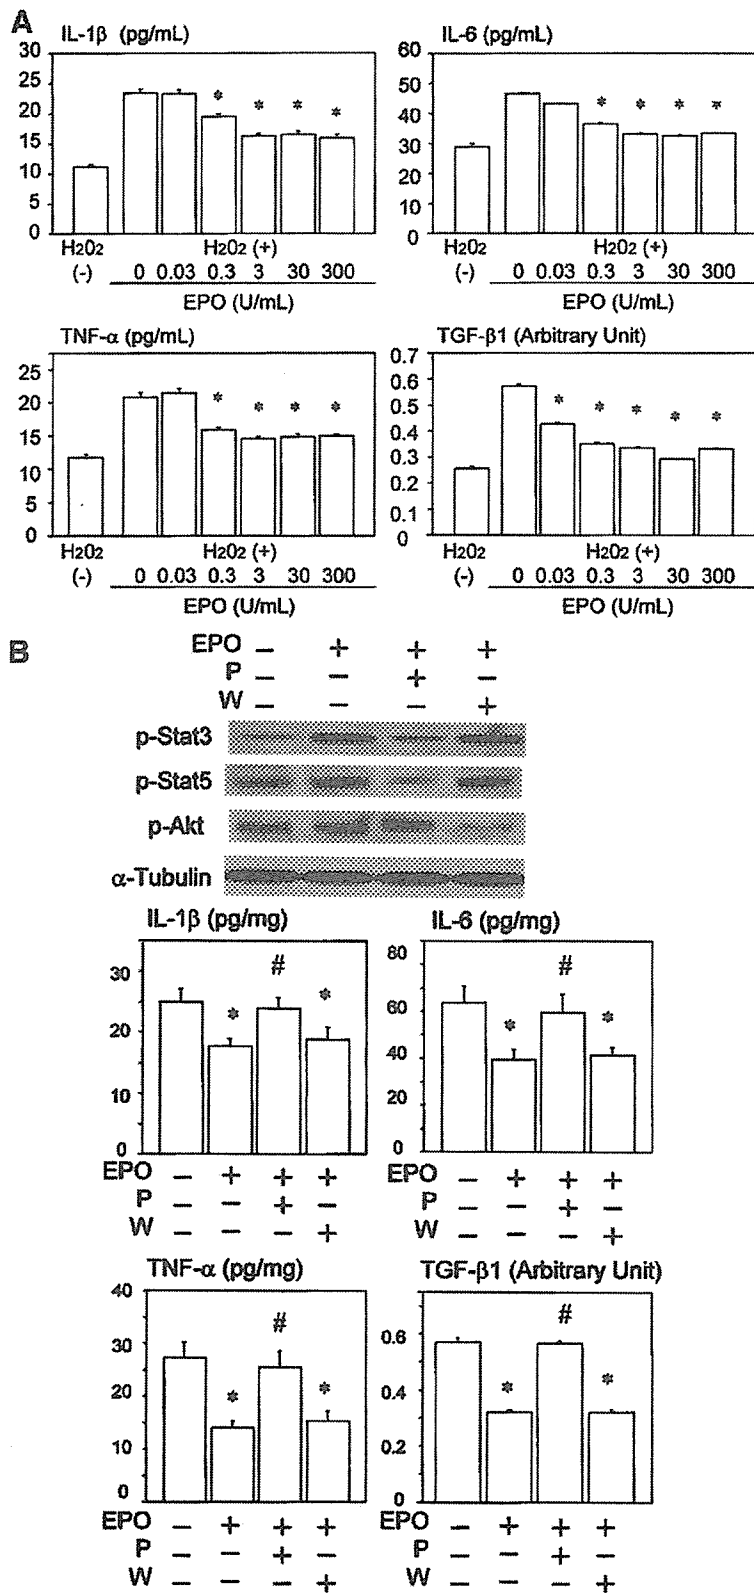 A
IL-1β (pg/mL) IL-6 (pg/mL)
30 60
25 50
20 40
15 30
10 20
5 10
0 0
* * * * * * * *
H2O2 H2O2 (+) H2O2 H2O2 (+)
(-) 0 0.03 0.3 3 30 300 (-) 0 0.03 0.3 3 30 300
EPO (U/mL) EPO (U/mL)
TNF-α (pg/mL) TGF-β1 (Arbitrary Unit)
25 0.7
20 0.6
15 0.5
10 0.4
5 0.3
0 0.2
0.1
0
* * * * * * * * *
H2O2 H2O2 (+) H2O2 H2O2 (+)
(-) 0 0.03 0.3 3 30 300 (-) 0 0.03 0.3 3 30 300
EPO (U/mL) EPO (U/mL)
B
EPO − + + +
P − − + −
W − − − +
p-Stat3
p-Stat5
p-Akt
α-Tubulin
IL-1β (pg/mg) IL-6 (pg/mg)
30 80
20 60
10 40
0 20
0
* # * * # *
EPO − + + + − + + +
P − − + − − − + −
W − − − + − − − +
TNF-α (pg/mg) TGF-β1 (Arbitrary Unit)
40 0.6
30 0.4
20 0.2
10 0
0
* # * * # *
EPO − + + + EPO − + + +
P − − + − P − − + −
W − − − + W − − − +